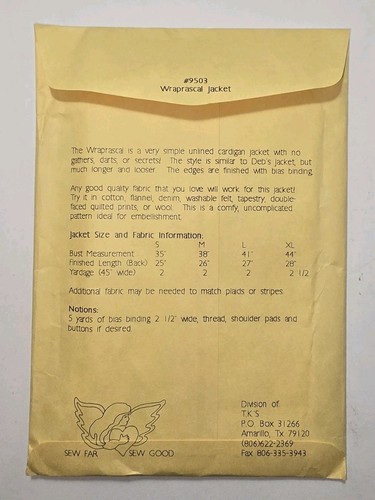 #9503
Wraprascal Jacket
The Wraprascal is a very simple unlined cardigan jacket with no
gathers, darts, or secrets! The style is similar to Deb's Jacket, but
much longer and looser. The edges are finished with bias binding.
Any good quality fabric that you love will work for this jacket!
Try it in cotton, flannel, denim, washable felt, tapestry, double-
faced quilted prints, or wool. This is a comfy, uncomplicated
pattern ideal for embellishment.
Jacket Size and Fabric Information:
S M L XL
Bust Measurement 35" 38" 41" 44"
Finished Length (Back) 25" 26" 27" 28"
Yardage (45" wide) 2 2 2 2 1/2
Additional fabric may be needed to match plaids or stripes.
Notions:
5 yards of bias binding 2 1/2" wide, thread, shoulder pads and
buttons if desired.
Division of
T.K.'S
P.O. Box 31266
Amarillo, Tx 79120
(806)622-2369
Fax 806-335-3943
SEW FAR SEW GOOD